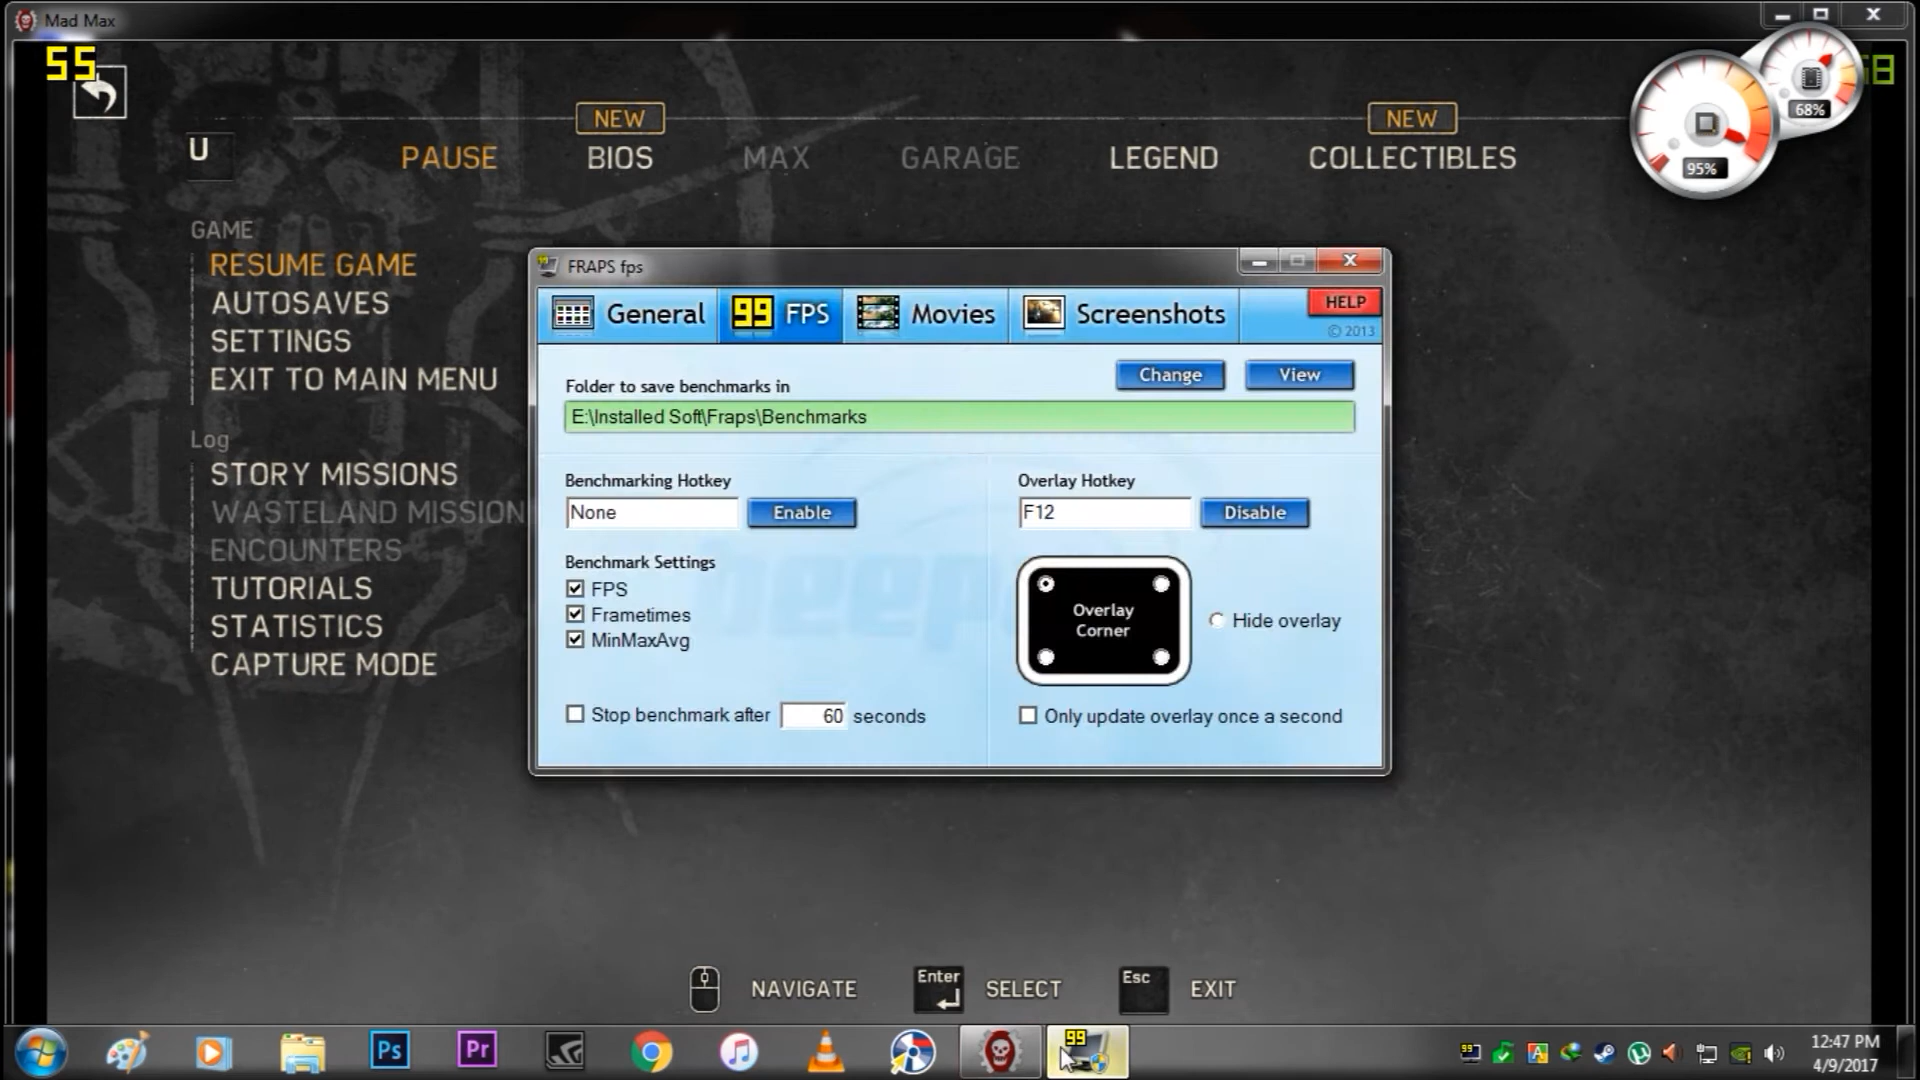 Mad Max
55
68%
95%
U
PAUSE
NEW
BIOS
MAX
GARAGE
LEGEND
NEW
COLLECTIBLES
GAME
RESUME GAME
AUTOSAVES
SETTINGS
EXIT TO MAIN MENU
Log
STORY MISSIONS
WASTELAND MISSION
ENCOUNTERS
TUTORIALS
STATISTICS
CAPTURE MODE
FRAPS fps
General
99 FPS
Movies
Screenshots
HELP
© 2013
Folder to save benchmarks in
Change
View
E:\Installed Soft\Fraps\Benchmarks
Benchmarking Hotkey
None
Enable
Overlay Hotkey
F12
Disable
Benchmark Settings
FPS
Frametimes
MinMaxAvg
Overlay
Corner
Hide overlay
Stop benchmark after 60 seconds
Only update overlay once a second
NAVIGATE
Enter
SELECT
Esc
EXIT
Ps
Pr
99
99
12:47 PM
4/9/2017